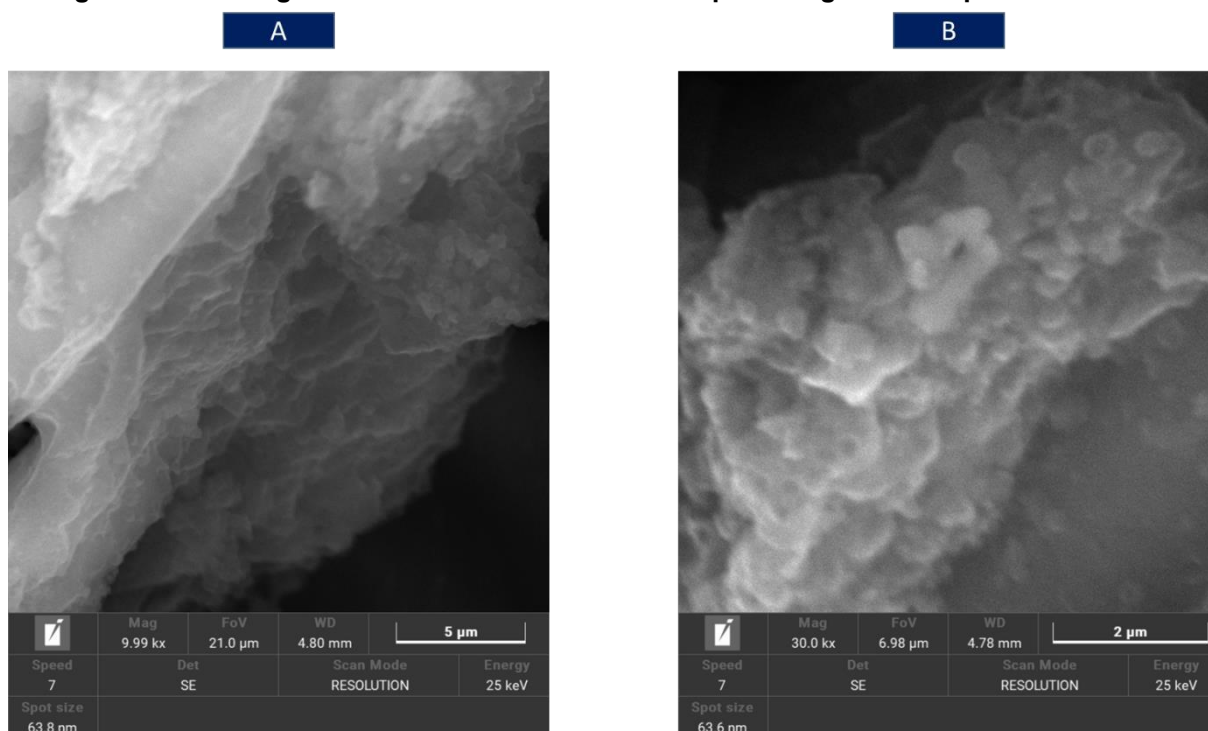 A
B
Mag FoV WD 5 µm
9.99 kx 21.0 µm 4.80 mm
Speed Det Scan Mode Energy
7 SE RESOLUTION 25 keV
Spot size
63.8 nm
Mag FoV WD 2 µm
30.0 kx 6.98 µm 4.78 mm
Speed Det Scan Mode Energy
7 SE RESOLUTION 25 keV
Spot size
63.6 nm